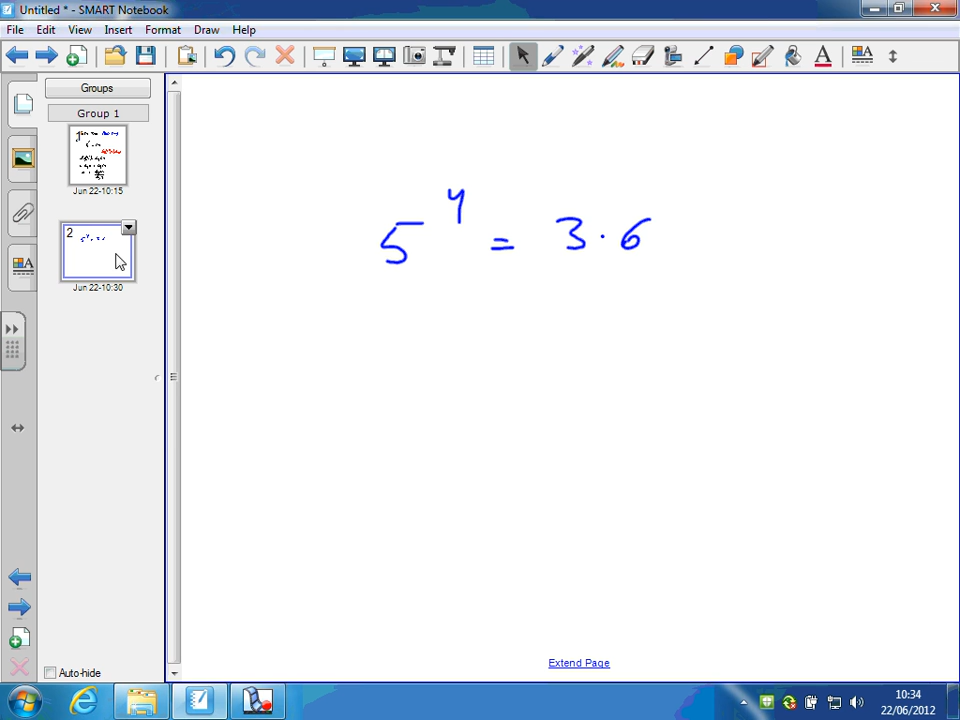 Untitled * - SMART Notebook
File Edit View Insert Format Draw Help
Groups
Group 1
Jun 22-10:15
2
Jun 22-10:30
5^y = 3·6
Auto-hide
Extend Page
10:34
22/06/2012